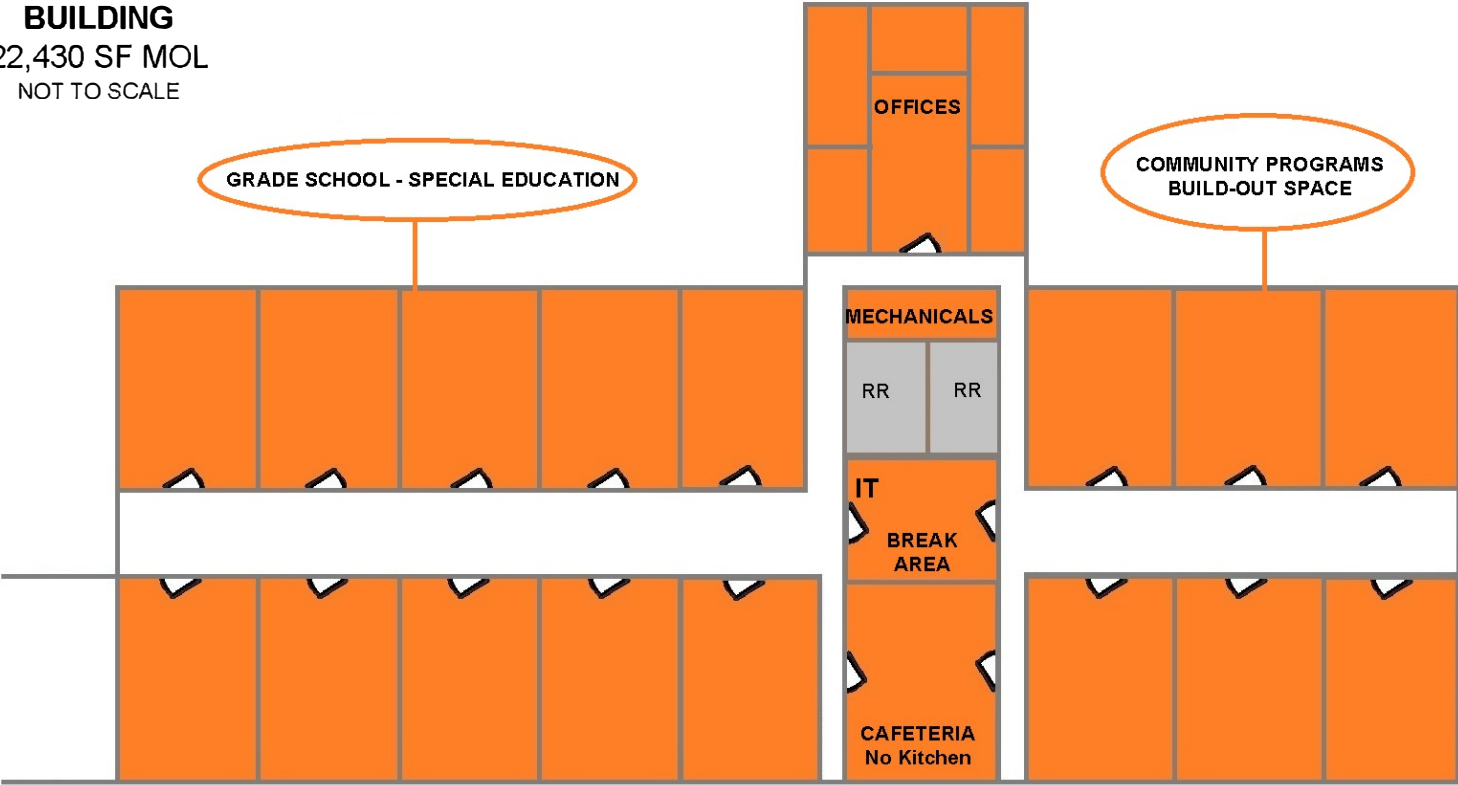 BUILDING
22,430 SF MOL
NOT TO SCALE
OFFICES
GRADE SCHOOL - SPECIAL EDUCATION
COMMUNITY PROGRAMS
BUILD-OUT SPACE
MECHANICALS
RR
RR
IT
BREAK
AREA
CAFETERIA
No Kitchen